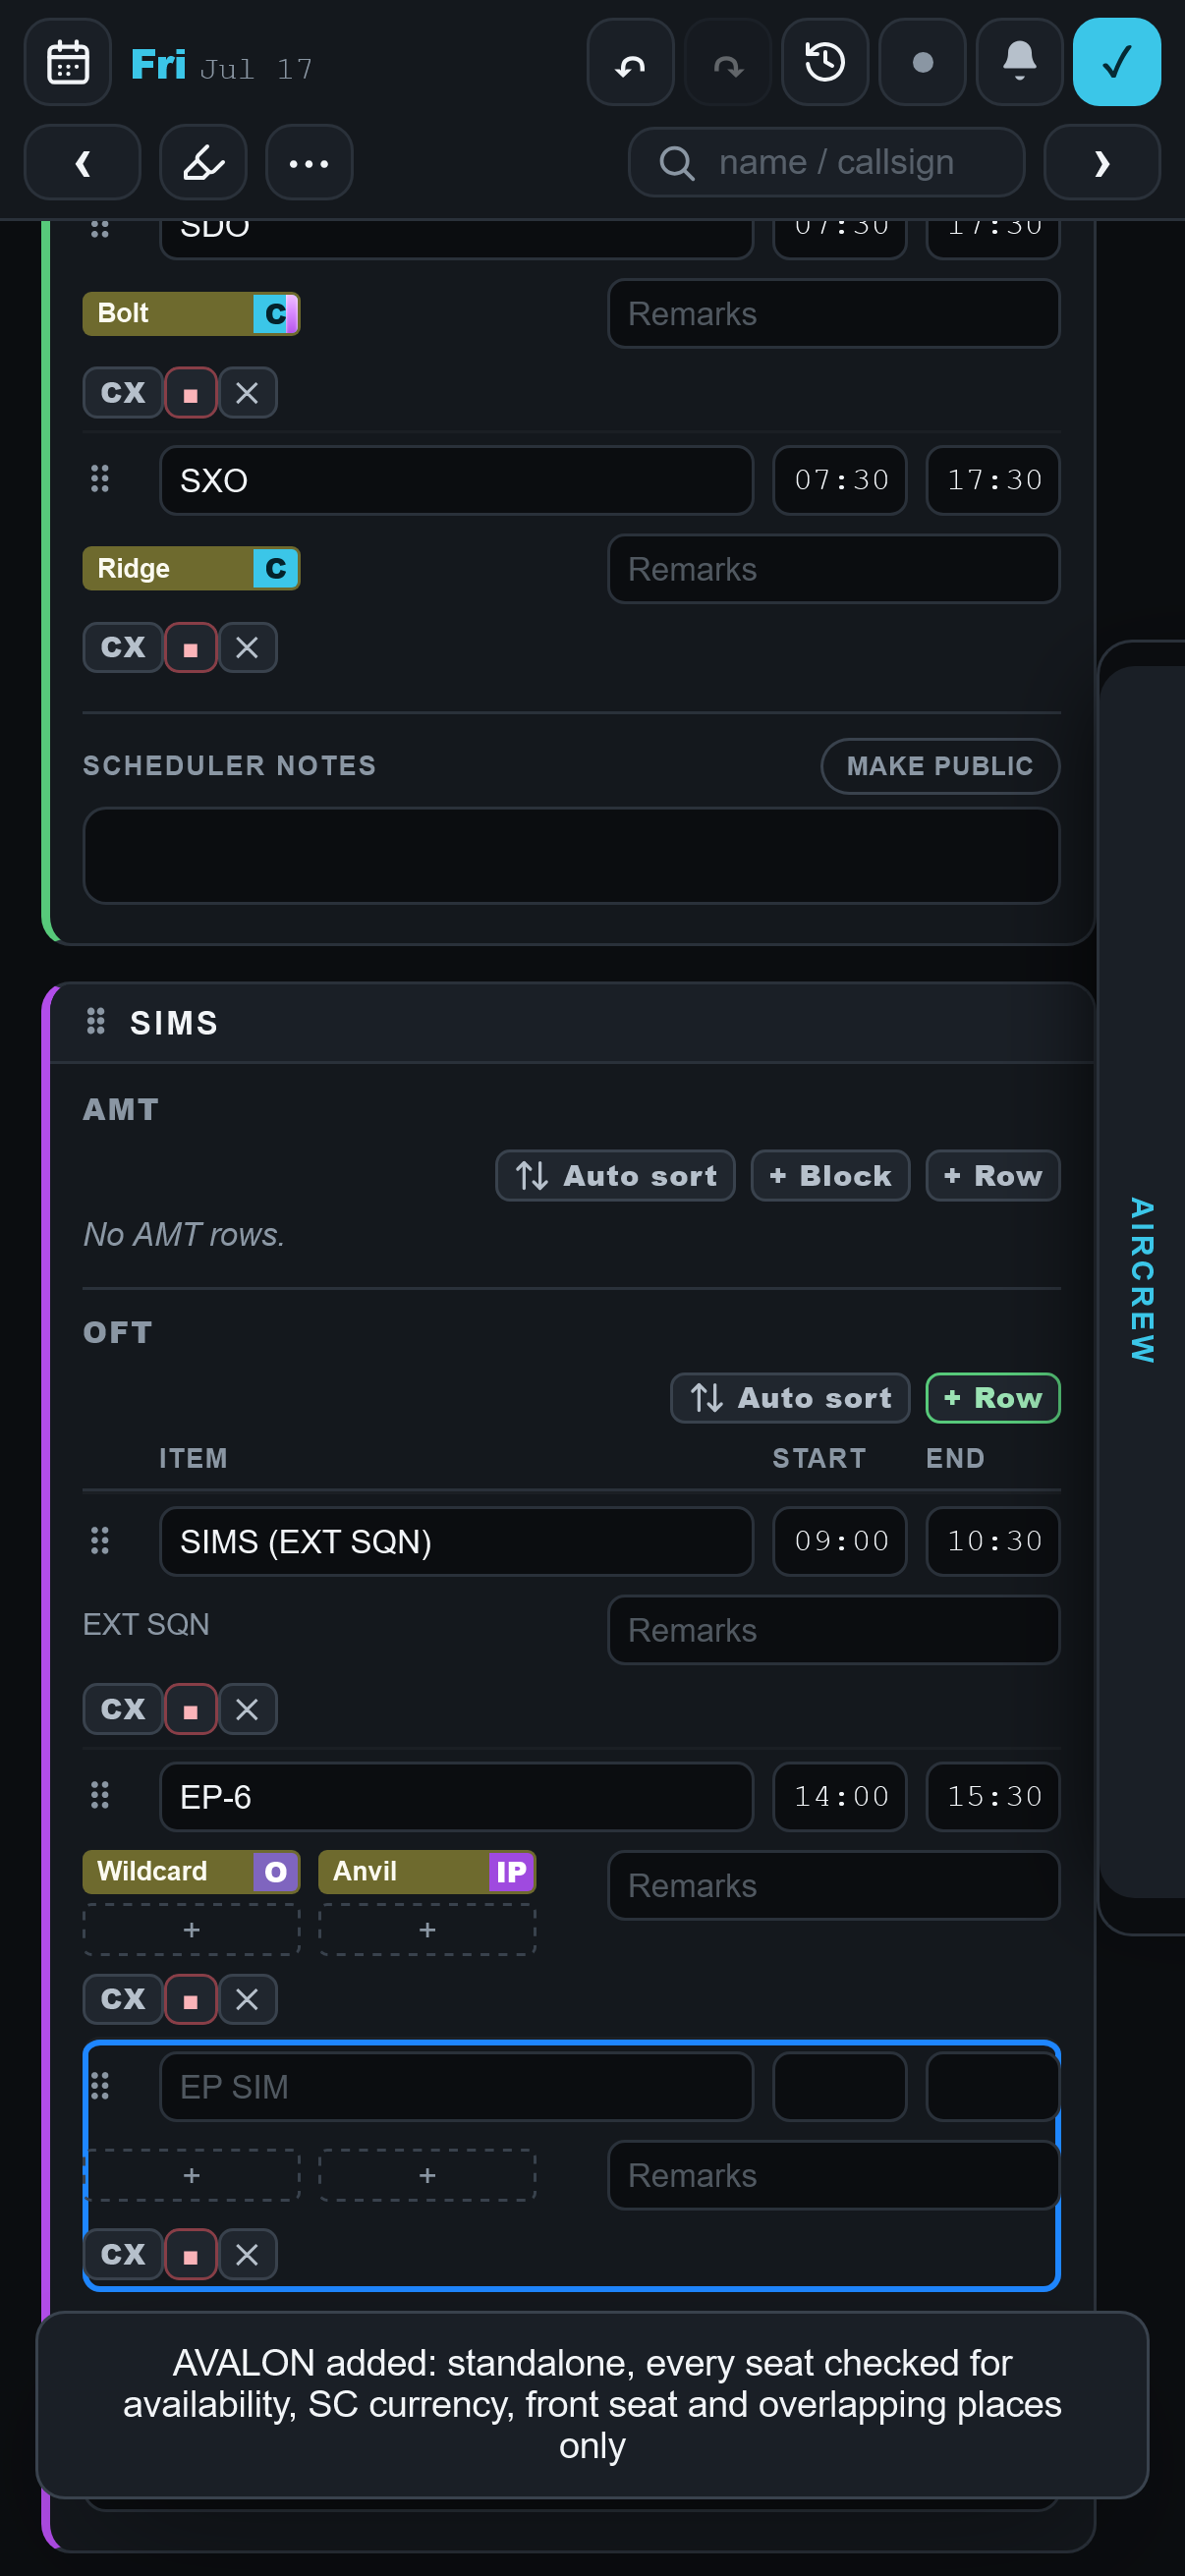 Fri Jul 17
name / callsign
SDO 07:30 17:30
Bolt C Remarks
CX
SXO 07:30 17:30
Ridge C Remarks
CX
SCHEDULER NOTES MAKE PUBLIC
SIMS
AMT
Auto sort + Block + Row
No AMT rows.
OFT
Auto sort + Row
ITEM START END
SIMS (EXT SQN) 09:00 10:30
EXT SQN Remarks
CX
EP-6 14:00 15:30
Wildcard O Anvil IP Remarks
+ +
CX
EP SIM
+ + Remarks
CX
AIRCREW
AVALON added: standalone, every seat checked for
availability, SC currency, front seat and overlapping places
only